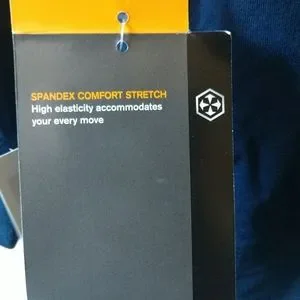 SPANDEX COMFORT STRETCH
High elasticity accommodates
your every move